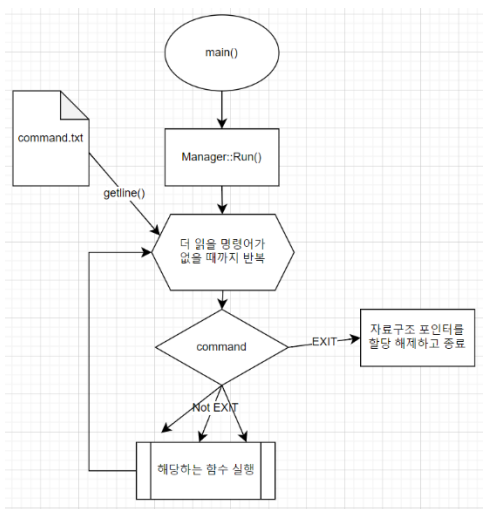 main()
command.txt
Manager::Run()
getline()
더 읽을 명령어가
없을 때까지 반복
command
EXIT
자료구조 포인터를
할당 해제하고 종료
Not EXIT
해당하는 함수 실행